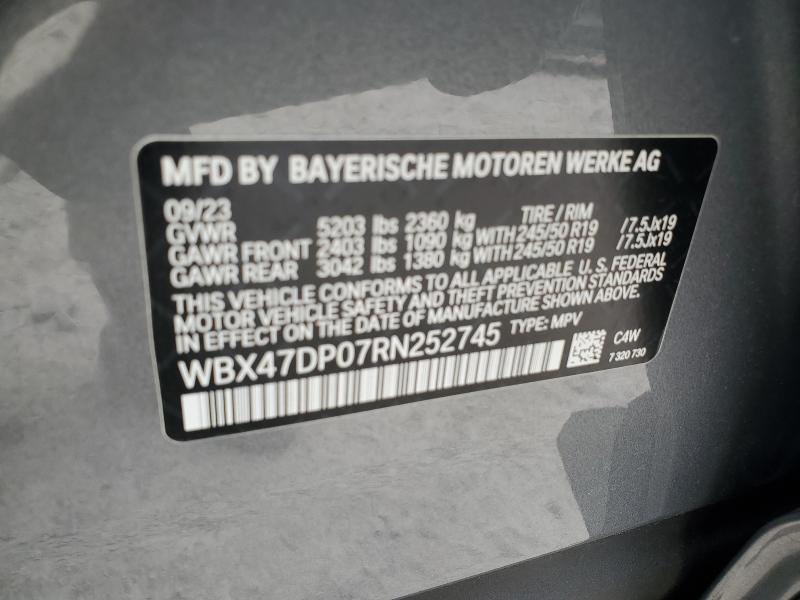 MFD BY BAYERISCHE MOTOREN WERKE AG
09/23 TIRE / RIM
GVWR 5203 lbs 2360 kg
GAWR FRONT 2403 lbs 1090 kg WITH 245/50 R19 /7.5Jx19
GAWR REAR 3042 lbs 1380 kg WITH 245/50 R19 /7.5Jx19
THIS VEHICLE CONFORMS TO ALL APPLICABLE U.S. FEDERAL
MOTOR VEHICLE SAFETY AND THEFT PREVENTION STANDARDS
IN EFFECT ON THE DATE OF MANUFACTURE SHOWN ABOVE.
WBX47DP07RN252745 TYPE: MPV
C4W
7 320 730